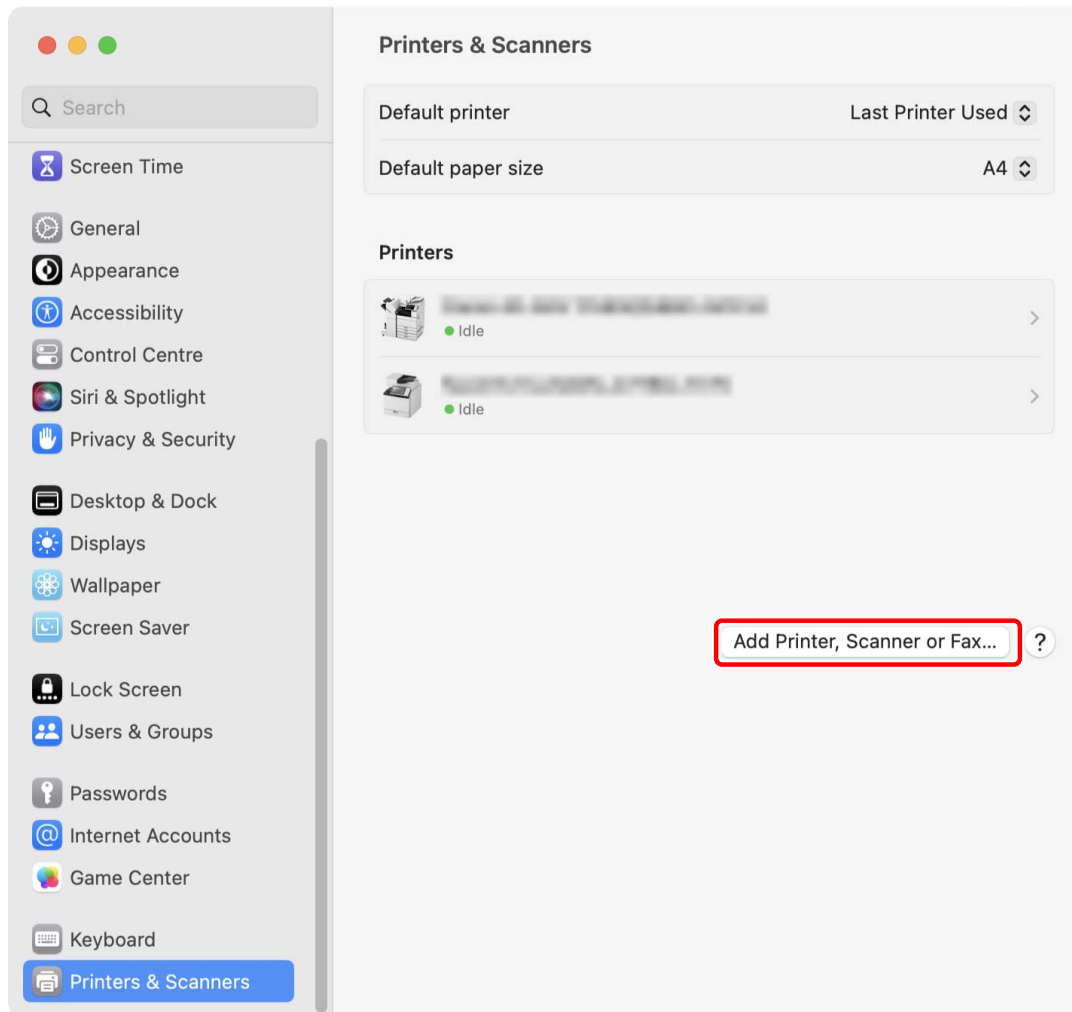 Search
Screen Time
General
Appearance
Accessibility
Control Centre
Siri & Spotlight
Privacy & Security
Desktop & Dock
Displays
Wallpaper
Screen Saver
Lock Screen
Users & Groups
Passwords
Internet Accounts
Game Center
Keyboard
Printers & Scanners
Printers & Scanners
Default printer Last Printer Used
Default paper size A4
Printers
Idle
Idle
Add Printer, Scanner or Fax... ?